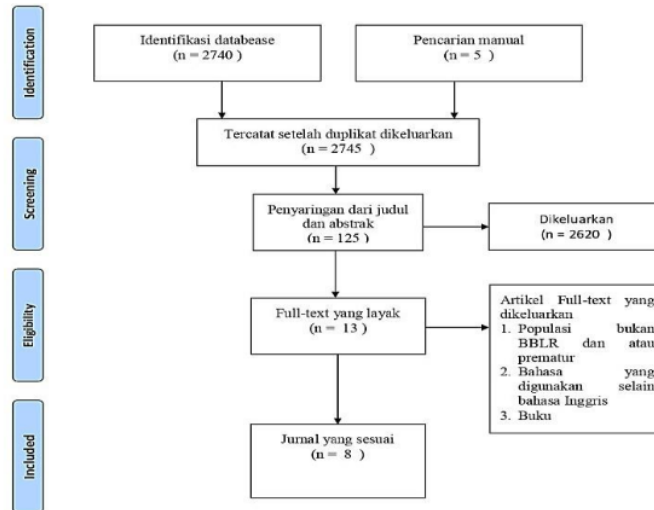 Identification
Identifikasi databease
(n = 2740)
Pencarian manual
(n = 5 )
Tercatat setelah duplikat dikeluarkan
(n = 2745 )
Screening
Penyaringan dari judul
dan abstrak
(n = 125 )
Dikeluarkan
(n = 2620 )
Eligibility
Full-text yang layak
(n = 13 )
Artikel Full-text yang
dikeluarkan
1. Populasi bukan
BBLR dan atau
prematur
2. Bahasa yang
digunakan selain
bahasa Inggris
3. Buku
Included
Jurnal yang sesuai
(n = 8 )